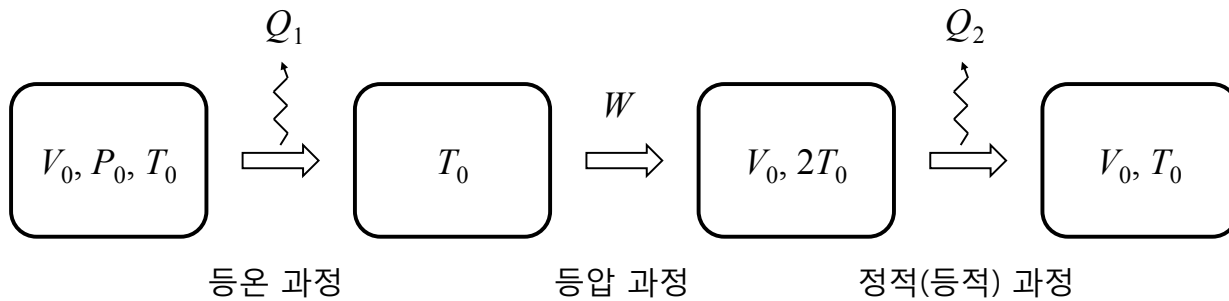 Q₁
Q₂
W
V₀, P₀, T₀
T₀
V₀, 2T₀
V₀, T₀
등온 과정
등압 과정
정적(등적) 과정